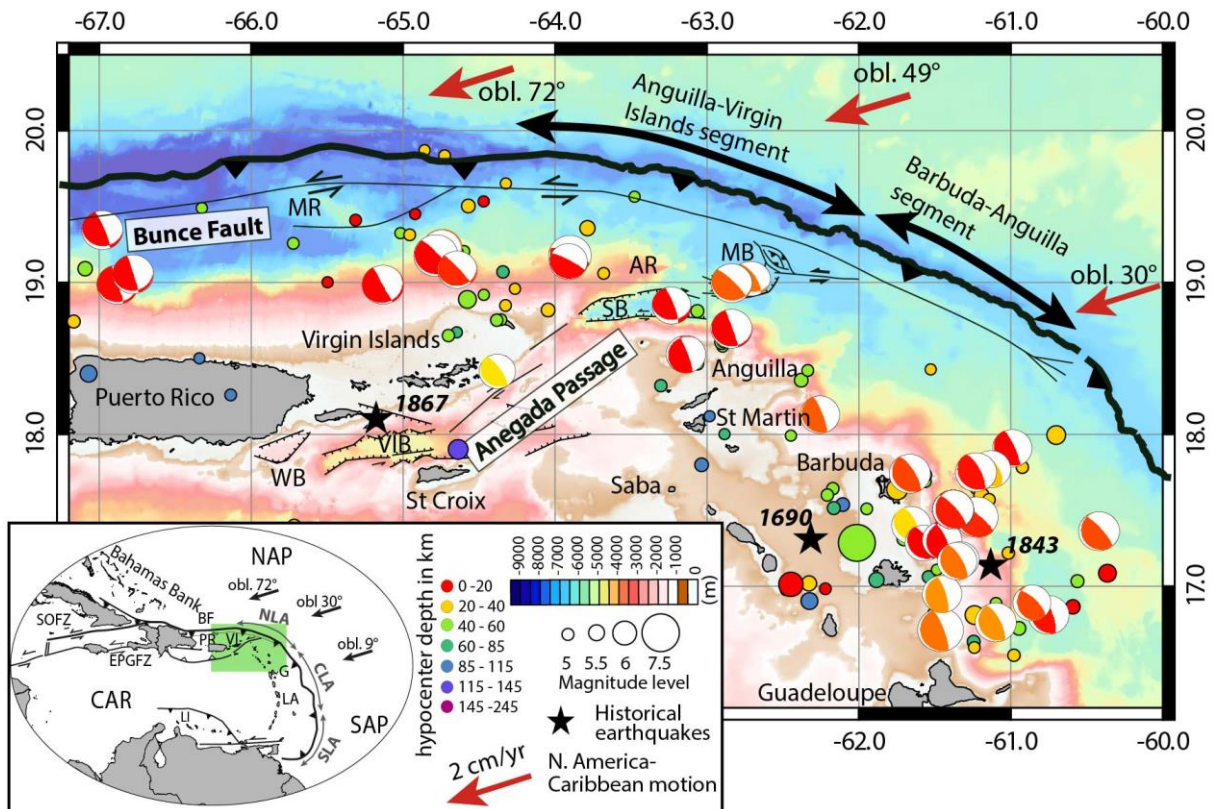 -67.0 -66.0 -65.0 -64.0 -63.0 -62.0 -61.0 -60.0
obl. 72°
obl. 49°
Anguilla-Virgin
Islands segment
20.0
20.0
Barbuda-Anguilla
segment
MR
Bunce Fault
MB
AR
obl. 30°
19.0
19.0
SB
Virgin Islands
Anguilla
Puerto Rico
1867
Anegada Passage
St Martin
18.0
18.0
VIB
WB
Barbuda
St Croix
Saba
1690
1843
17.0
17.0
Guadeloupe
-62.0 -61.0 -60.0
Bahamas Bank
NAP
obl. 72°
obl 30°
obl. 9°
SOFZ
BF
NLA
PR
VI
EPGFZ
G
CLA
CAR
LA
LI
SAP
SLA
hypocenter depth in km
0 -20
20 - 40
40 - 60
60 - 85
85 - 115
115 - 145
145 -245
-9000
-8000
-7000
-6000
-5000
-4000
-3000
-2000
-1000
0
(m)
5 5.5 6 7.5
Magnitude level
Historical
earthquakes
2 cm/yr
N. America-
Caribbean motion